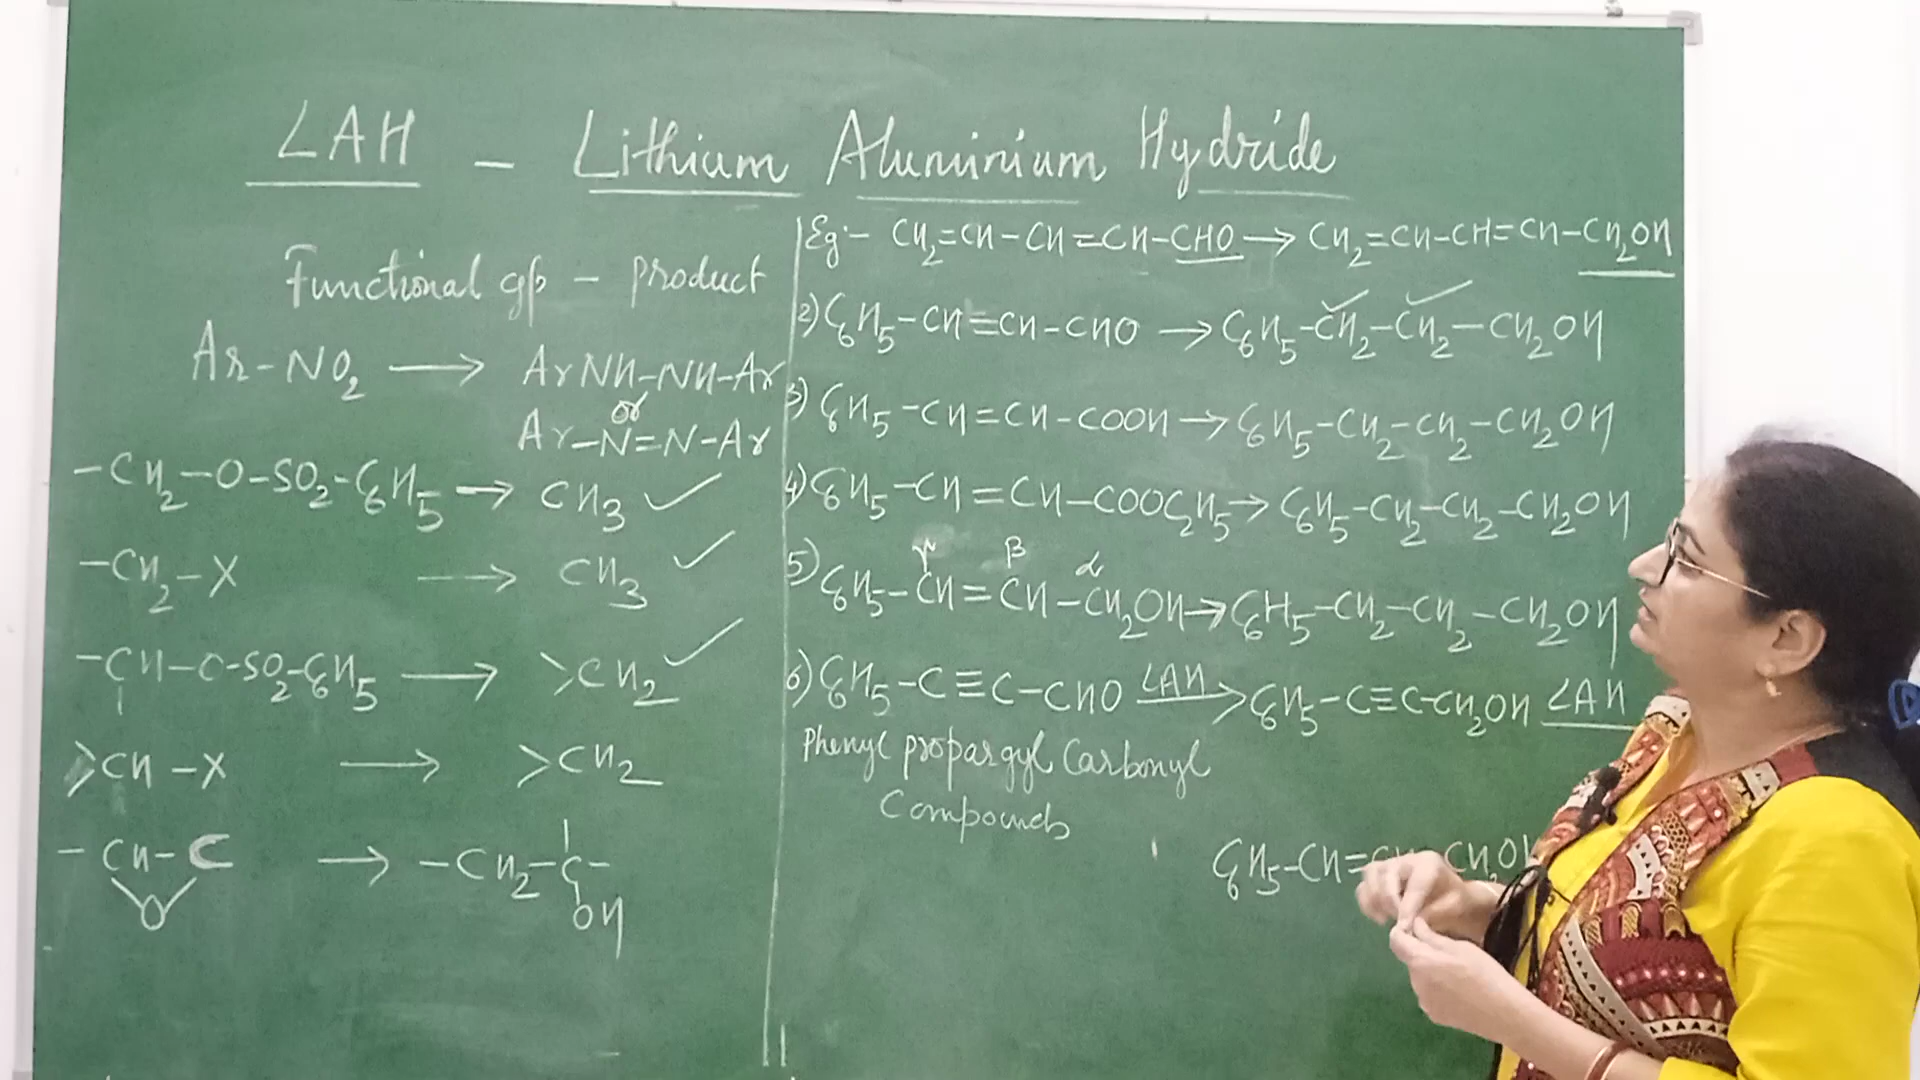 LAH - Lithium Aluminium Hydride
Functional gp - product
Ar-NO2 → ArNH-NH-Ar
or
Ar-N=N-Ar
-CH2-O-SO2-C6H5 → CH3 ✓
-CH2-X → CH3 ✓
-CH-O-SO2-C6H5 → >CH2 ✓
>CH-X → >CH2
-CH-C → -CH2-C-
O
OH
Eg:- CH2=CH-CH=CH-CHO → CH2=CH-CH=CH-CH2OH
2) C6H5-CH=CH-CHO → C6H5-CH2-CH2-CH2OH
3) C6H5-CH=CH-COOH → C6H5-CH2-CH2-CH2OH
4) C6H5-CH=CH-COOC2H5 → C6H5-CH2-CH2-CH2OH
γ β α
5) C6H5-CH=CH-CH2OH → C6H5-CH2-CH2-CH2OH
6) C6H5-C≡C-CHO LAH → C6H5-C≡C-CH2OH LAH
Phenyl propargyl Carbonyl
Compounds
C6H5-CH=